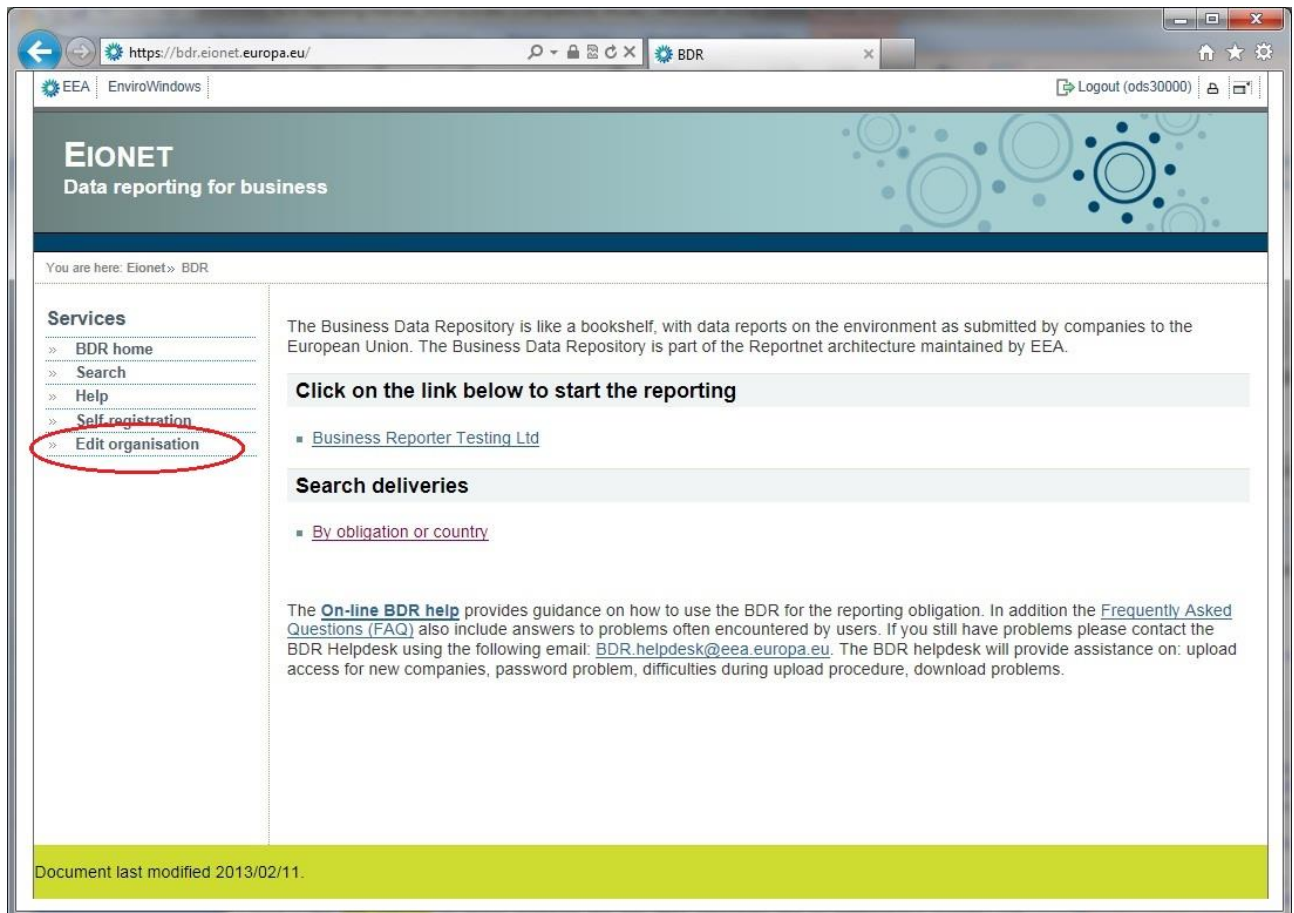 https://bdr.eionet.europa.eu/
BDR
EEA
EnviroWindows
Logout (ods30000)
EIONET
Data reporting for business
You are here: Eionet» BDR
Services
» BDR home
» Search
» Help
» Self-registration
» Edit organisation
The Business Data Repository is like a bookshelf, with data reports on the environment as submitted by companies to the
European Union. The Business Data Repository is part of the Reportnet architecture maintained by EEA.
Click on the link below to start the reporting
Business Reporter Testing Ltd
Search deliveries
By obligation or country
The On-line BDR help provides guidance on how to use the BDR for the reporting obligation. In addition the Frequently Asked
Questions (FAQ) also include answers to problems often encountered by users. If you still have problems please contact the
BDR Helpdesk using the following email: BDR.helpdesk@eea.europa.eu. The BDR helpdesk will provide assistance on: upload
access for new companies, password problem, difficulties during upload procedure, download problems.
Document last modified 2013/02/11.